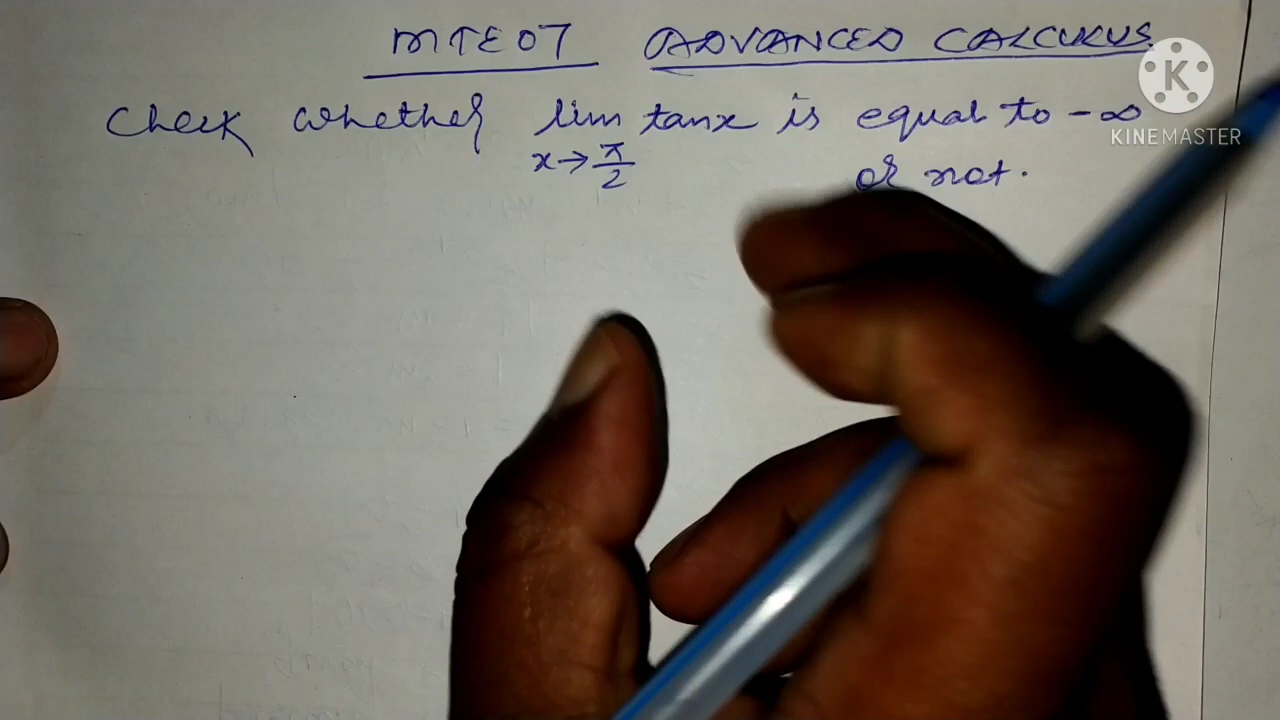 MTE07 ADVANCED CALCULUS
Check whether lim tanx is equal to -∞
x→π/2 or not.
K
KINEMASTER